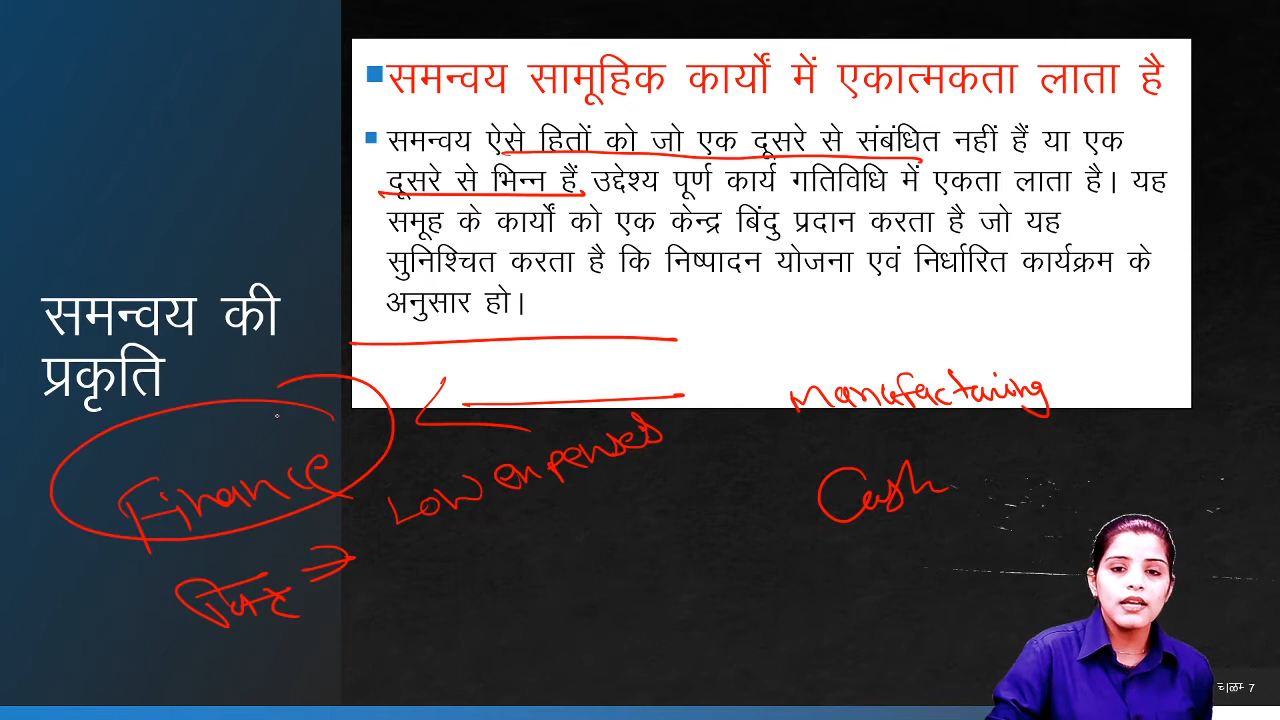 समन्वय की
प्रकृति
समन्वय सामूहिक कार्यों में एकात्मकता लाता है
समन्वय ऐसे हितों को जो एक दूसरे से संबंधित नहीं हैं या एक
दूसरे से भिन्न हैं उद्देश्य पूर्ण कार्य गतिविधि में एकता लाता है। यह
समूह के कार्यों को एक केन्द्र बिंदु प्रदान करता है जो यह
सुनिश्चित करता है कि निष्पादन योजना एवं निर्धारित कार्यक्रम के
अनुसार हो।
Manufacturing
Low expenses
Cash
Finance
7